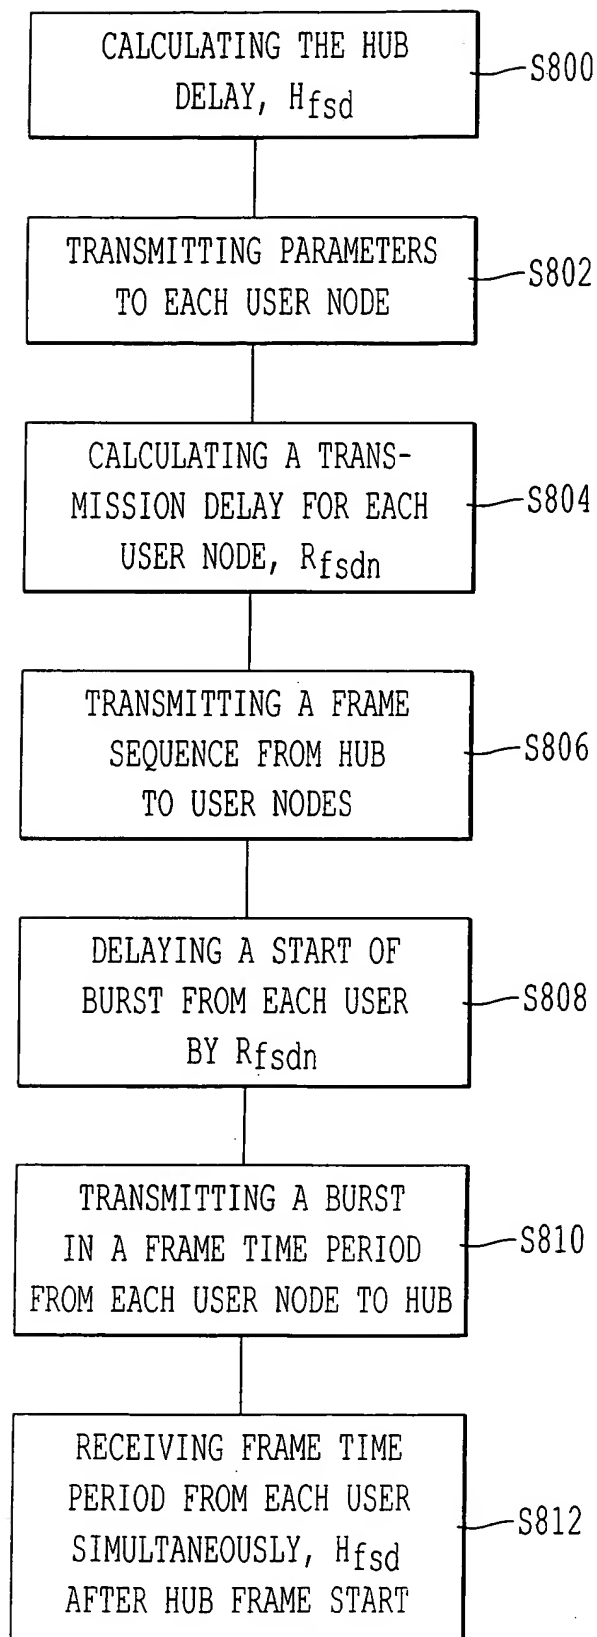 CALCULATING THE HUB
DELAY, Hfsd
S800
TRANSMITTING PARAMETERS
TO EACH USER NODE
S802
CALCULATING A TRANS-
MISSION DELAY FOR EACH
USER NODE, Rfsdn
S804
TRANSMITTING A FRAME
SEQUENCE FROM HUB
TO USER NODES
S806
DELAYING A START OF
BURST FROM EACH USER
BY Rfsdn
S808
TRANSMITTING A BURST
IN A FRAME TIME PERIOD
FROM EACH USER NODE TO HUB
S810
RECEIVING FRAME TIME
PERIOD FROM EACH USER
SIMULTANEOUSLY, Hfsd
AFTER HUB FRAME START
S812